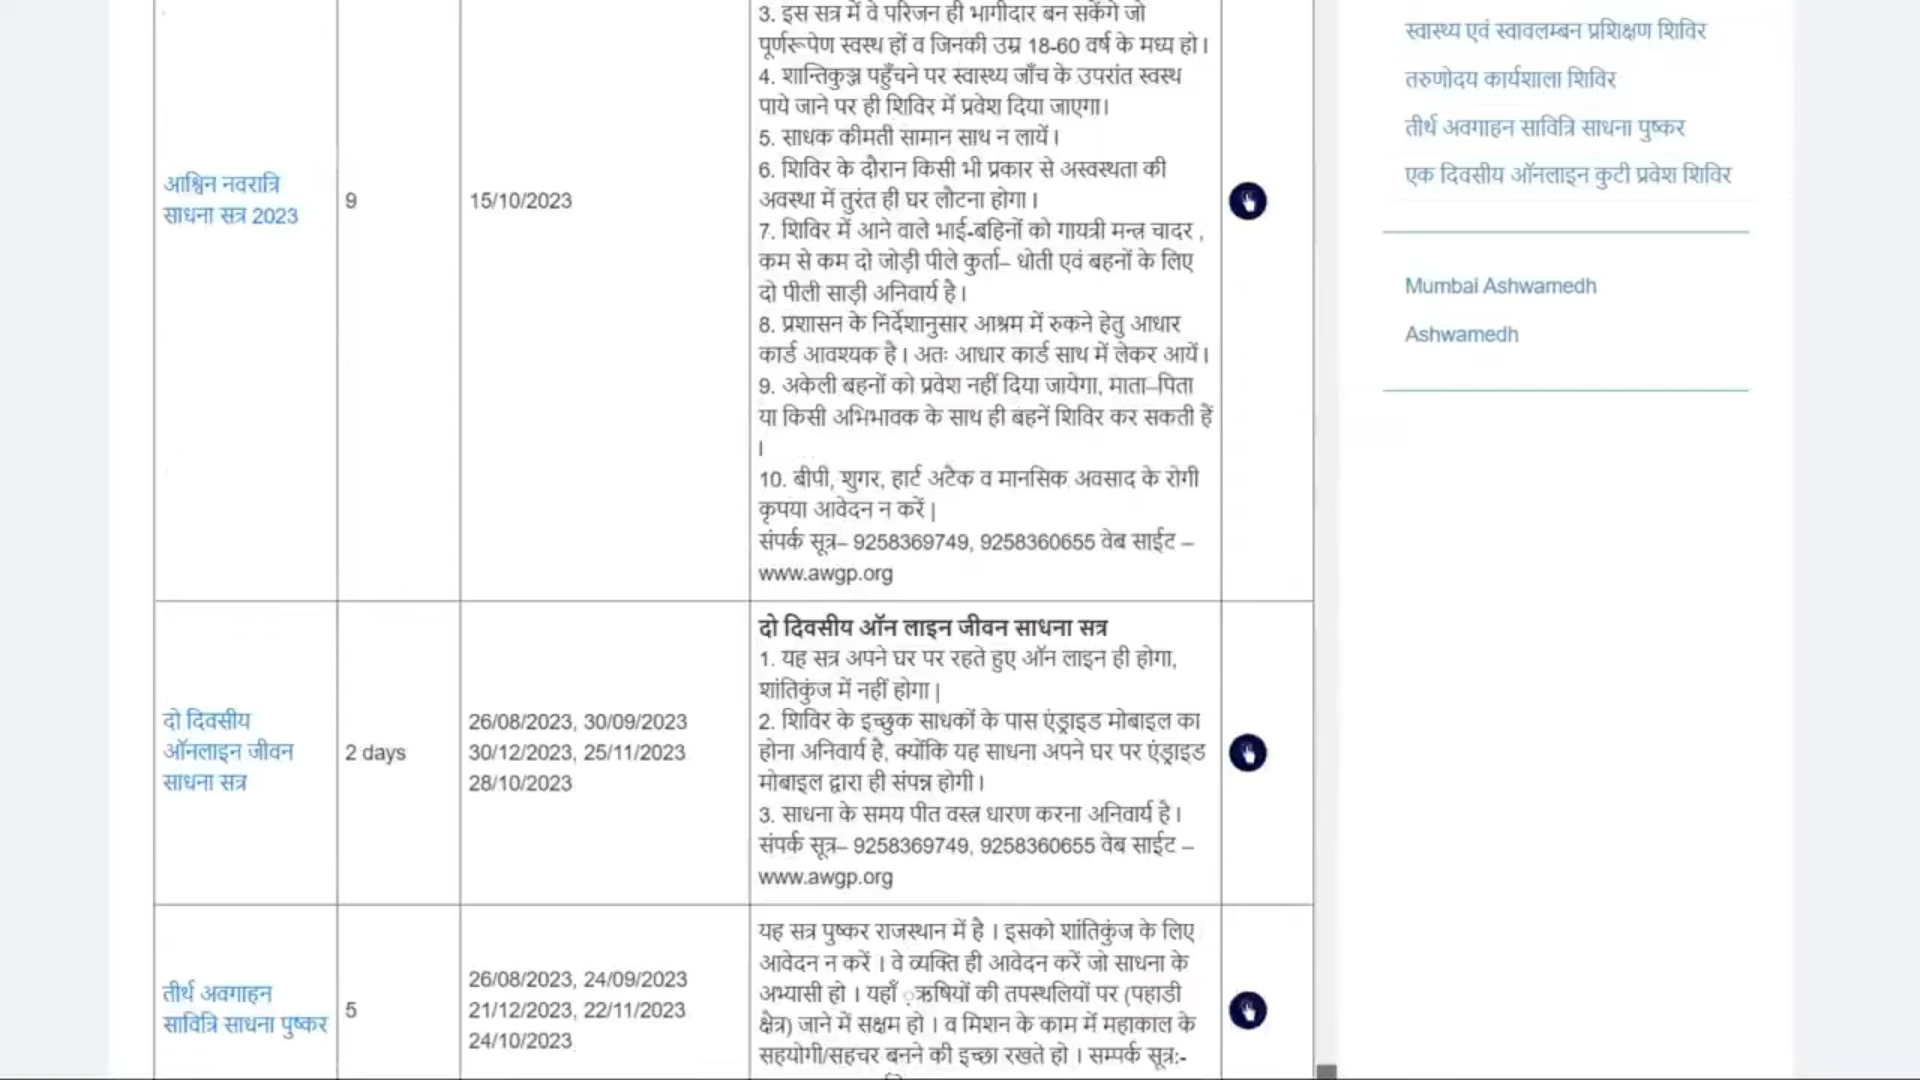 3. इस सत्र में वे परिजन ही भागीदार बन सकेंगे जो
पूर्णरूपेण स्वस्थ हों व जिनकी उम्र 18-60 वर्ष के मध्य हो ।
4. शान्तिकुञ्ज पहुँचने पर स्वास्थ्य जाँच के उपरांत स्वस्थ
पाये जाने पर ही शिविर में प्रवेश दिया जाएगा।
5. साधक कीमती सामान साथ न लायें ।
6. शिविर के दौरान किसी भी प्रकार से अस्वस्थता की
अवस्था में तुरंत ही घर लौटना होगा ।
7. शिविर में आने वाले भाई-बहिनों को गायत्री मन्त्र चादर ,
कम से कम दो जोड़ी पीले कुर्ता– धोती एवं बहनों के लिए
दो पीली साड़ी अनिवार्य है ।
8. प्रशासन के निर्देशानुसार आश्रम में रुकने हेतु आधार
कार्ड आवश्यक है । अतः आधार कार्ड साथ में लेकर आयें ।
9. अकेली बहनों को प्रवेश नहीं दिया जायेगा, माता–पिता
या किसी अभिभावक के साथ ही बहनें शिविर कर सकती हैं
।
10. बीपी, शुगर, हार्ट अटैक व मानसिक अवसाद के रोगी
कृपया आवेदन न करें |
संपर्क सूत्र– 9258369749, 9258360655 वेब साईट –
www.awgp.org
आश्विन नवरात्रि
साधना सत्र 2023
9
15/10/2023
दो दिवसीय
ऑनलाइन जीवन
साधना सत्र
2 days
26/08/2023, 30/09/2023
30/12/2023, 25/11/2023
28/10/2023
दो दिवसीय ऑन लाइन जीवन साधना सत्र
1. यह सत्र अपने घर पर रहते हुए ऑन लाइन ही होगा,
शांतिकुंज में नहीं होगा |
2. शिविर के इच्छुक साधकों के पास एंड्राइड मोबाइल का
होना अनिवार्य है, क्योंकि यह साधना अपने घर पर एंड्राइड
मोबाइल द्वारा ही संपन्न होगी ।
3. साधना के समय पीत वस्त्र धारण करना अनिवार्य है ।
संपर्क सूत्र– 9258369749, 9258360655 वेब साईट –
www.awgp.org
तीर्थ अवगाहन
सावित्रि साधना पुष्कर
5
26/08/2023, 24/09/2023
21/12/2023, 22/11/2023
24/10/2023
यह सत्र पुष्कर राजस्थान में है । इसको शांतिकुंज के लिए
आवेदन न करें । वे व्यक्ति ही आवेदन करें जो साधना के
अभ्यासी हो । यहाँ ़ऋषियों की तपस्थलियों पर (पहाडी
क्षेत्र) जाने में सक्षम हो । व मिशन के काम में महाकाल के
सहयोगी/सहचर बनने की इच्छा रखते हो । सम्पर्क सूत्र:-
स्वास्थ्य एवं स्वावलम्बन प्रशिक्षण शिविर
तरुणोदय कार्यशाला शिविर
तीर्थ अवगाहन सावित्रि साधना पुष्कर
एक दिवसीय ऑनलाइन कुटी प्रवेश शिविर
Mumbai Ashwamedh
Ashwamedh